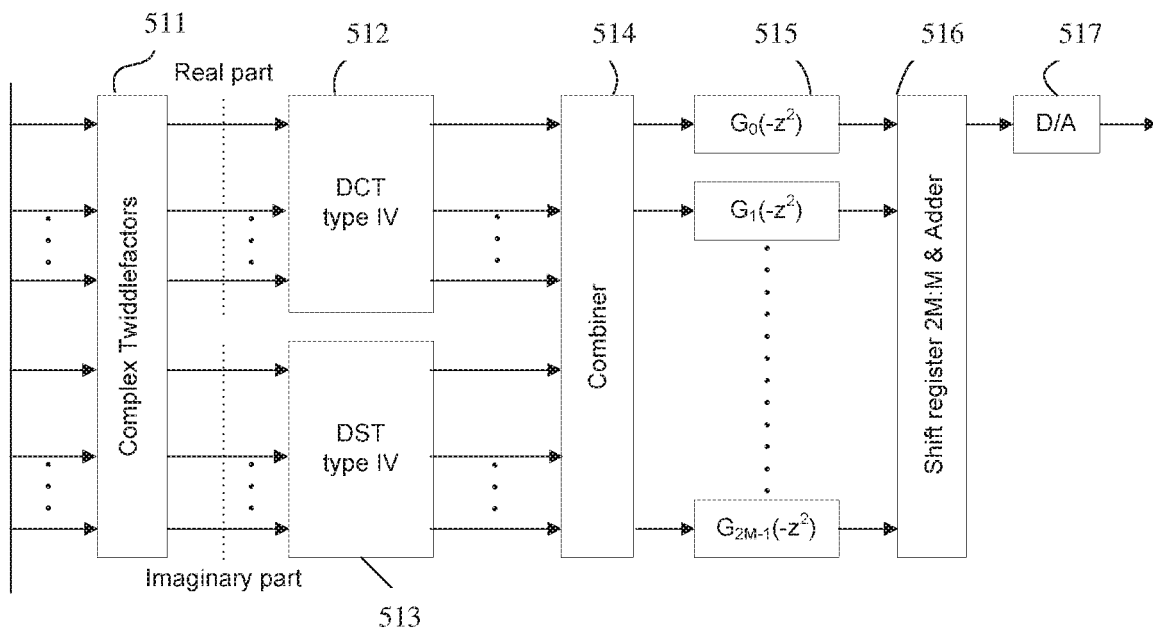 511
512
514
515
516
517
Real part
Complex Twiddlefactors
DCT
type IV
DST
type IV
Combiner
G₀(-z²)
G₁(-z²)
G₂M-1(-z²)
Shift register 2M:M & Adder
D/A
Imaginary part
513